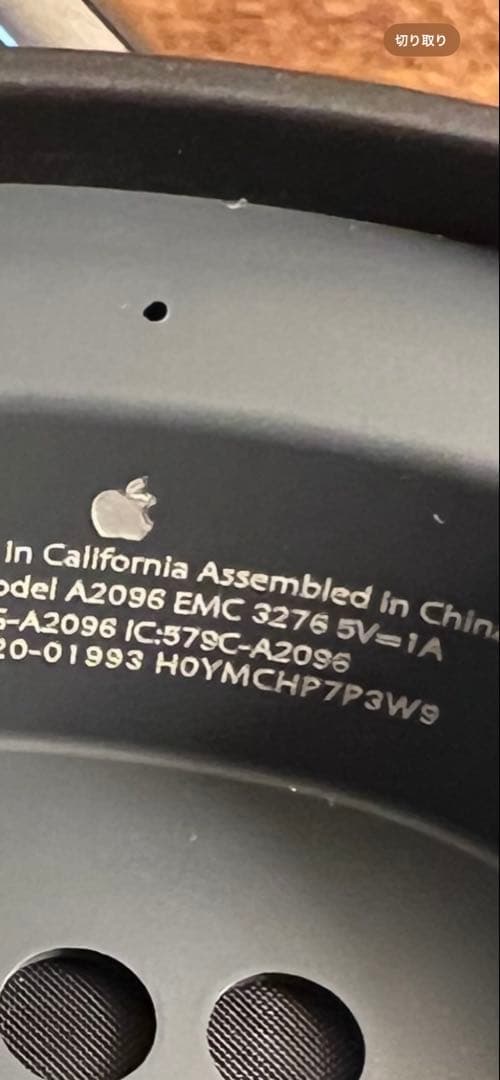 切り取り
in California Assembled in China
odel A2096 EMC 3276 5V⎓1A
-A2096 IC:579C-A2096
20-01993 H0YMCHP7P3W9